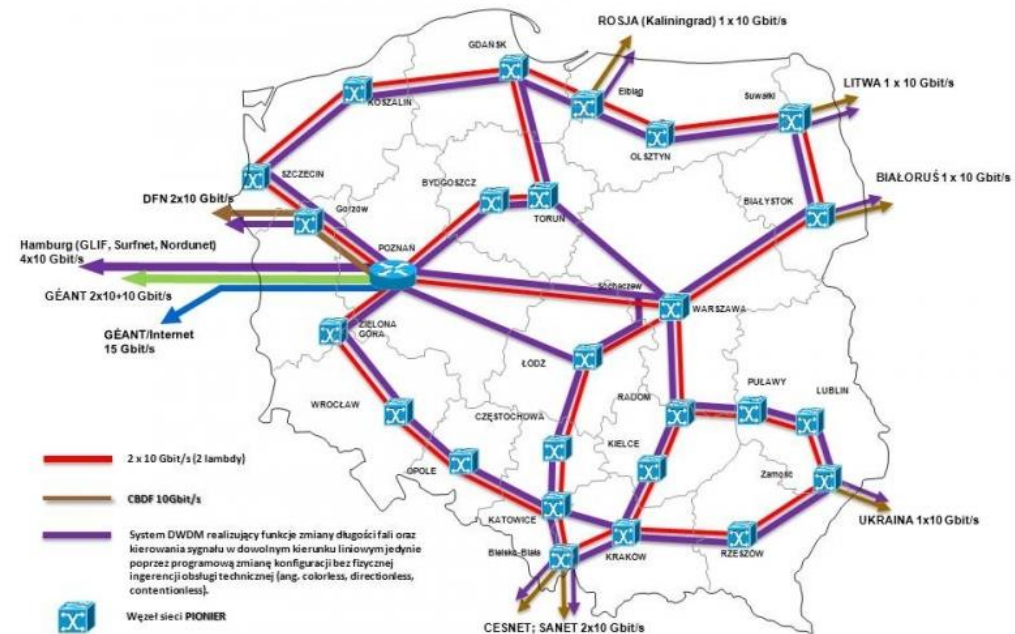 ROSJA (Kaliningrad) 1 x 10 Gbit/s
GDAŃSK
LITWA 1 x 10 Gbit/s
Elbląg
Suwałki
KOSZALIN
OLSZTYN
BIAŁORUŚ 1 x 10 Gbit/s
SZCZECIN
BYDGOSZCZ
DFN 2x10 Gbit/s
Gorzów
TORUŃ
BIAŁYSTOK
Hamburg (GLIF, Surfnet, Nordunet)
4x10 Gbit/s
POZNAŃ
GÉANT 2x10+10 Gbit/s
Sochaczew
WARSZAWA
GÉANT/Internet
15 Gbit/s
ZIELONA
GÓRA
ŁÓDŹ
WROCŁAW
CZĘSTOCHOWA
RADOM
PUŁAWY
LUBLIN
KIELCE
2 x 10 Gbit/s (2 lambdy)
OPOLE
Zamość
CBDF 10Gbit/s
KATOWICE
UKRAINA 1x10 Gbit/s
System DWDM realizujący funkcje zmiany długości fali oraz
kierowania sygnału w dowolnym kierunku liniowym jedynie
poprzez programową zmianę konfiguracji bez fizycznej
ingerencji obsługi technicznej (ang. colorless, directionless,
contentionless).
Bielsko-Biała
KRAKÓW
RZESZÓW
Węzeł sieci PIONIER
CESNET; SANET 2x10 Gbit/s